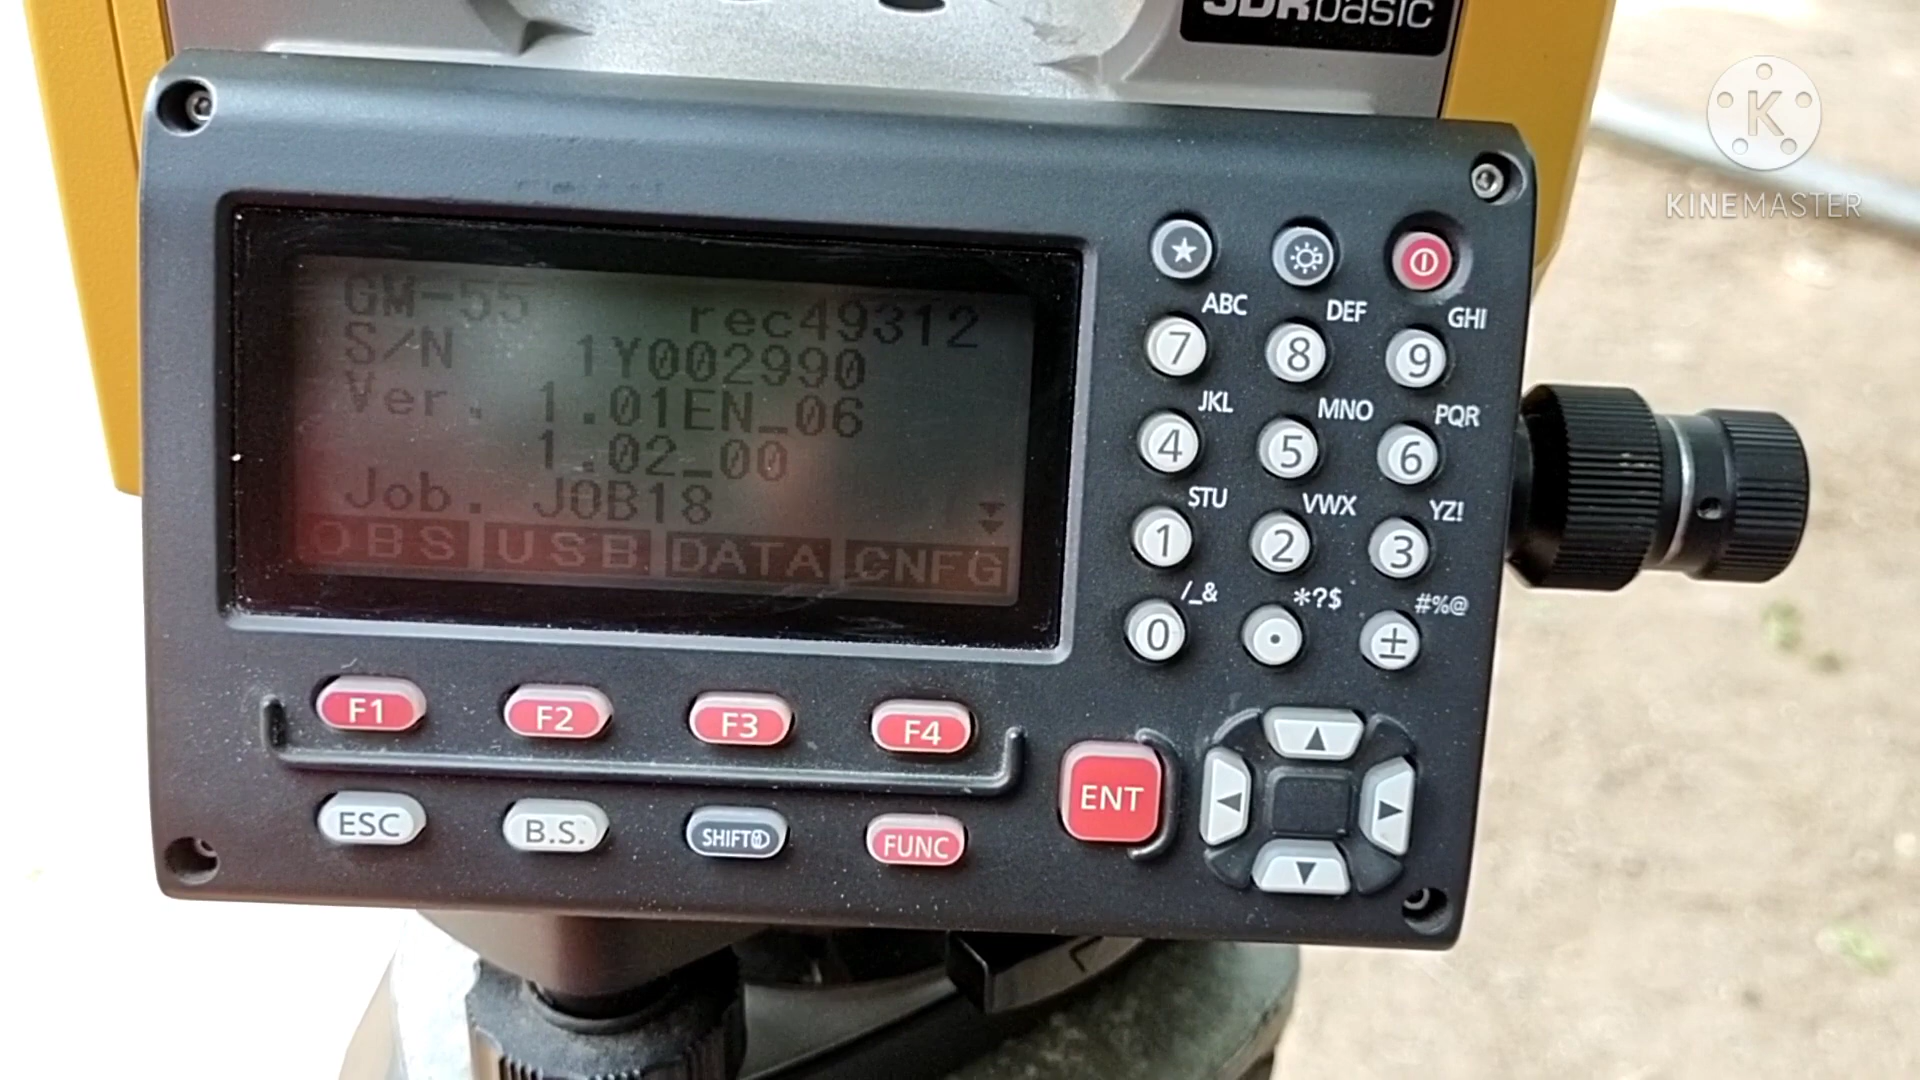 SDRbasic
K
KINEMASTER
GM-55 rec49312
S/N 1Y002990
Ver. 1.01EN_06
1.02_00
Job. JOB18
OBS USB DATA CNFG
ABC DEF GHI
7 8 9
JKL MNO PQR
4 5 6
STU VWX YZ!
1 2 3
/_& *?$ #%@
0 . ±
F1 F2 F3 F4
ENT
ESC B.S. SHIFT FUNC